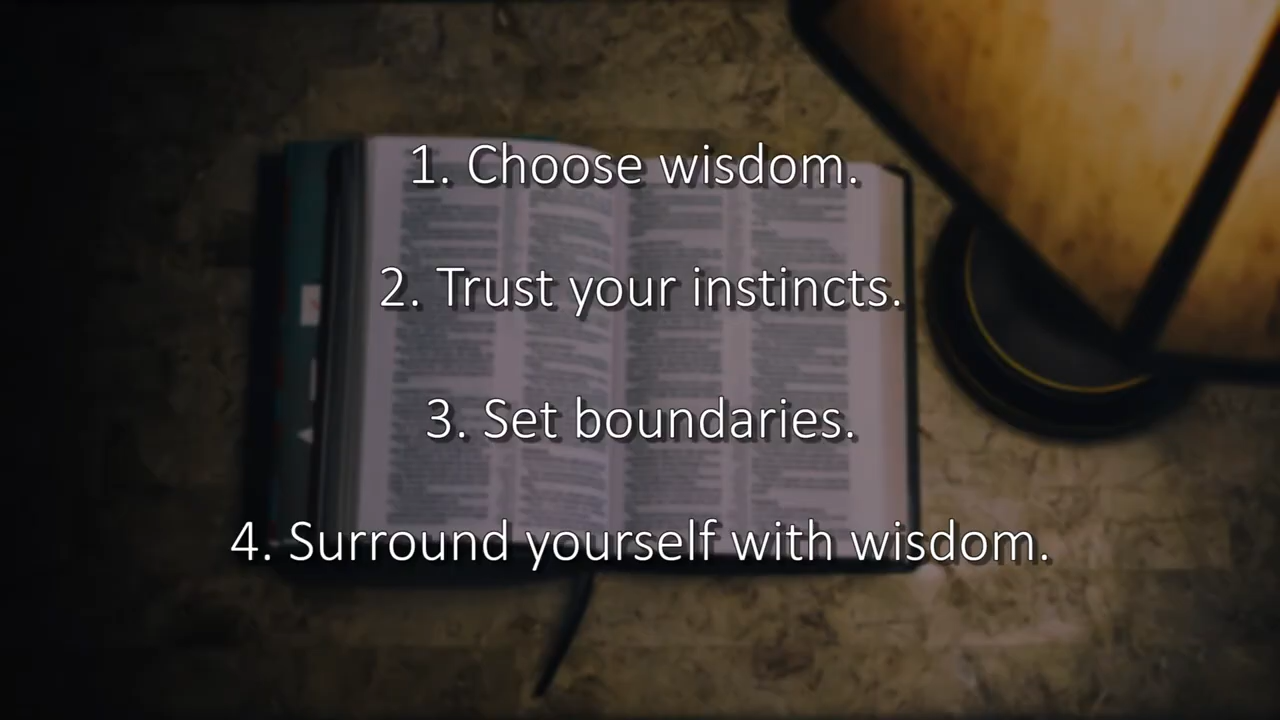 1. Choose wisdom.
2. Trust your instincts.
3. Set boundaries.
4. Surround yourself with wisdom.